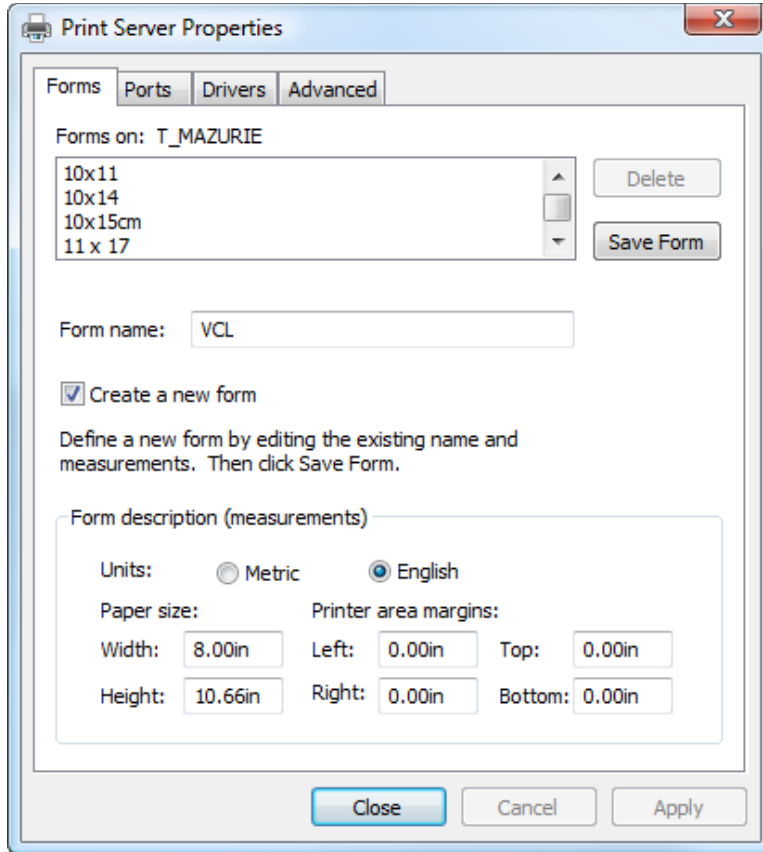 Print Server Properties
Forms Ports Drivers Advanced
Forms on: T_MAZURIE
10x11
10x14
10x15cm
11 x 17
Delete
Save Form
Form name: VCL
Create a new form
Define a new form by editing the existing name and
measurements. Then click Save Form.
Form description (measurements)
Units: Metric English
Paper size: Printer area margins:
Width: 8.00in Left: 0.00in Top: 0.00in
Height: 10.66in Right: 0.00in Bottom: 0.00in
Close Cancel Apply